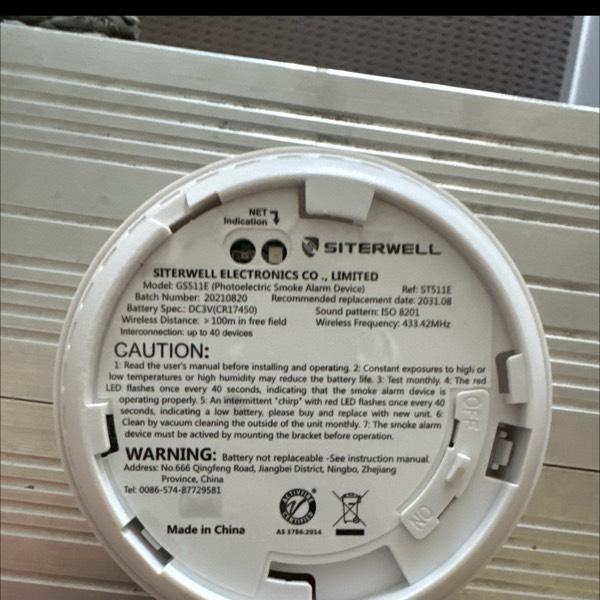 NET
Indication
SITERWELL
SITERWELL ELECTRONICS CO ., LIMITED
Model: GS511E (Photoelectric Smoke Alarm Device) Ref: ST511E
Batch Number: 20210820 Recommended replacement date: 2031.08
Battery Spec.: DC3V(CR17450) Sound pattern: ISO 8201
Wireless Distance: > 100m in free field Wireless Frequency: 433.42MHz
Interconnection: up to 40 devices
CAUTION:
1: Read the user's manual before installing and operating. 2: Constant exposures to high or
low temperatures or high humidity may reduce the battery life. 3: Test monthly. 4: The red
LED flashes once every 40 seconds, indicating that the smoke alarm device is
operating properly. 5: An intermittent "chirp" with red LED flashes once every 40
seconds, indicating a low battery, please buy and replace with new unit. 6:
Clean by vacuum cleaning the outside of the unit monthly. 7: The smoke alarm
device must be actived by mounting the bracket before operation.
WARNING: Battery not replaceable -See instruction manual.
Address: No.666 Qingfeng Road, Jiangbei District, Ningbo, Zhejiang
Province, China
Tel: 0086-574-87729581
OFF
ON
ACTIVFIRE
CERTIFIED
AS 3786:2014
Made in China